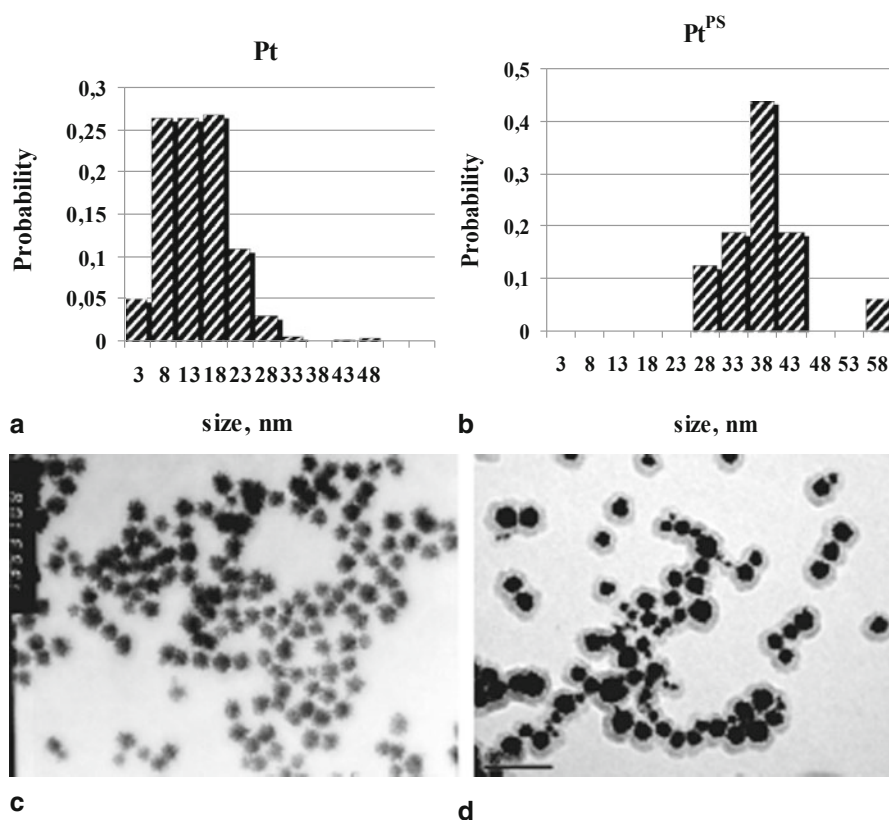 Pt
0,3
0,25
0,2
0,15
0,1
0,05
0
Probability
3 8 13 18 23 28 33 38 43 48
size, nm
a
Pt^PS
0,5
0,4
0,3
0,2
0,1
0
Probability
3 8 13 18 23 28 33 38 43 48 53 58
size, nm
b
c
d